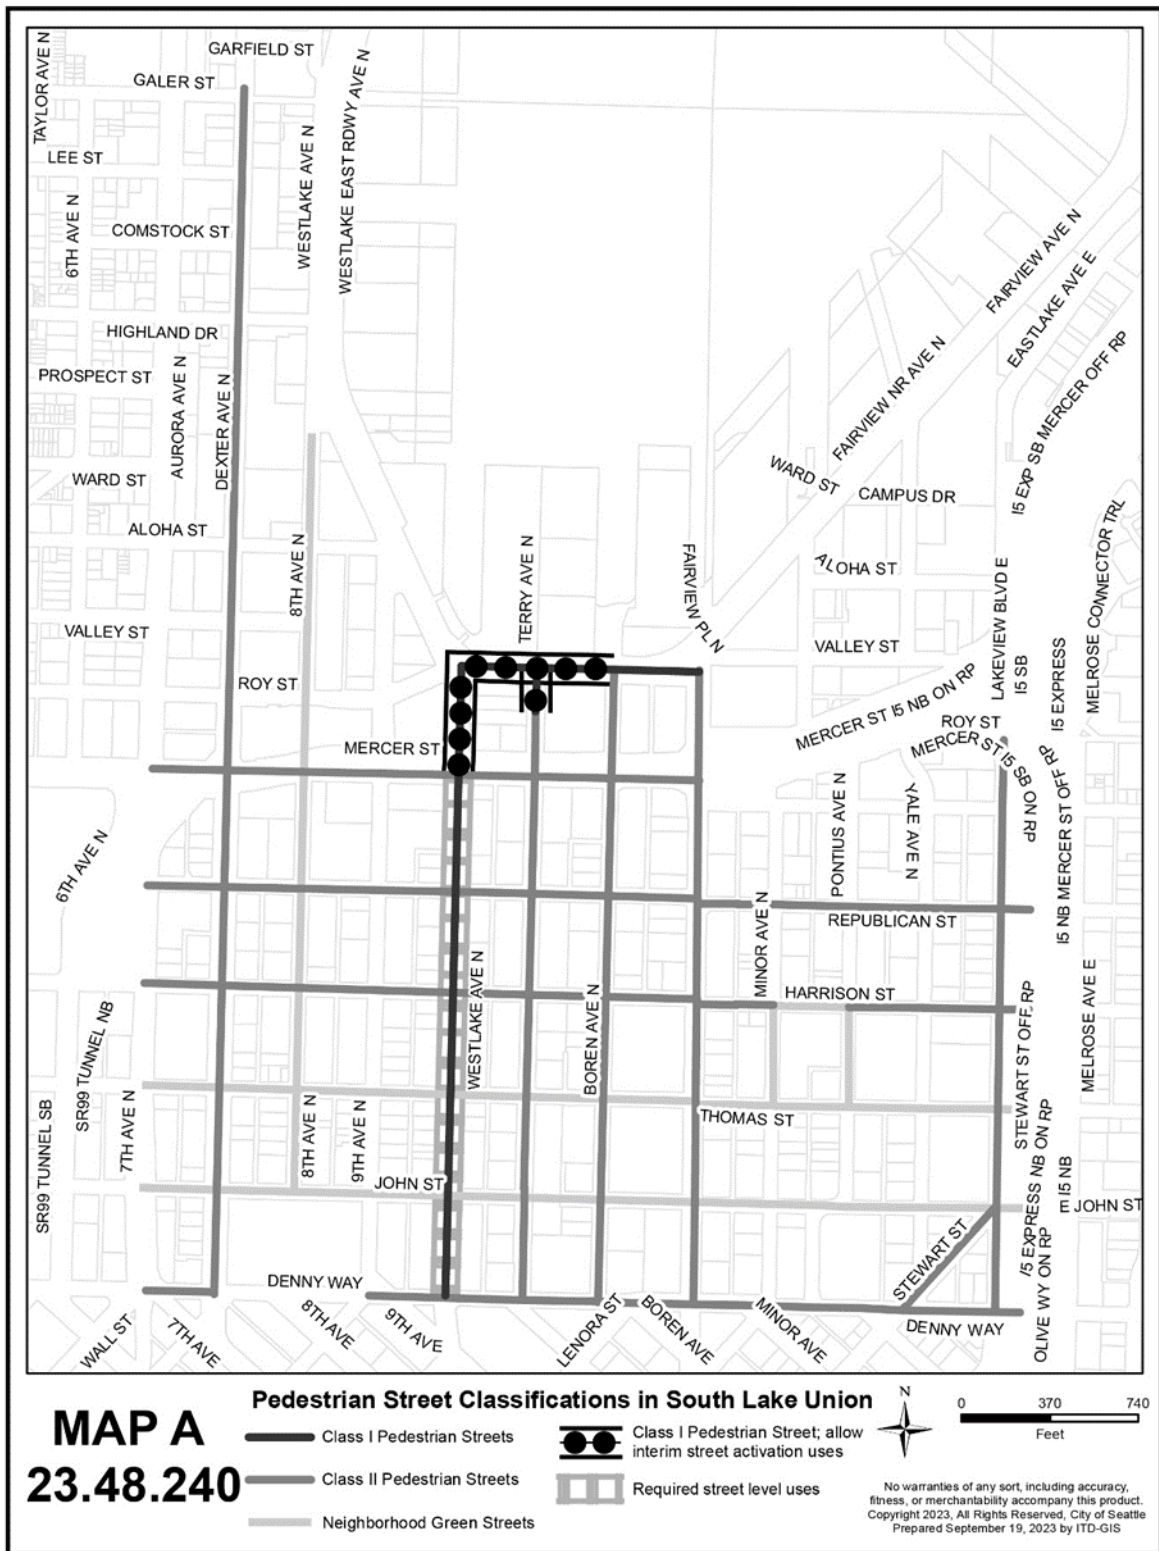 GARFIELD ST
TAYLOR AVE N
GALER ST
WESTLAKE AVE N
WESTLAKE EAST RDWY AVE N
LEE ST
6TH AVE N
COMSTOCK ST
FAIRVIEW AVE N
EASTLAKE AVE E
HIGHLAND DR
PROSPECT ST
AURORA AVE N
DEXTER AVE N
FAIRVIEW NR AVE N
I5 EXP SB MERCER OFF RP
WARD ST
WARD ST
CAMPUS DR
ALOHA ST
8TH AVE N
TERRY AVE N
FAIRVIEW PL N
ALOHA ST
LAKEVIEW BLVD E
MELROSE CONNECTOR TRL
VALLEY ST
VALLEY ST
I5 SB
I5 EXPRESS
ROY ST
MERCER ST I5 NB ON RP
ROY ST
MERCER ST I5 SB ON RP
MERCER ST
PONTIUS AVE N
YALE AVE N
I5 NB MERCER ST OFF RP
6TH AVE N
MINOR AVE N
REPUBLICAN ST
WESTLAKE AVE N
BOREN AVE N
HARRISON ST
STEWART ST OFF RP
MELROSE AVE E
SR99 TUNNEL NB
SR99 TUNNEL SB
7TH AVE N
8TH AVE N
9TH AVE N
THOMAS ST
JOHN ST
I5 EXPRESS NB ON RP
I5 NB
E JOHN ST
STEWART ST
DENNY WAY
OLIVE WY ON RP
WALL ST
7TH AVE
8TH AVE
9TH AVE
LENORA ST
BOREN AVE
MINOR AVE
DENNY WAY
Pedestrian Street Classifications in South Lake Union
MAP A
23.48.240
Class I Pedestrian Streets
Class II Pedestrian Streets
Neighborhood Green Streets
Class I Pedestrian Street; allow
interim street activation uses
Required street level uses
N
0 370 740
Feet
No warranties of any sort, including accuracy,
fitness, or merchantability accompany this product.
Copyright 2023, All Rights Reserved, City of Seattle
Prepared September 19, 2023 by ITD-GIS